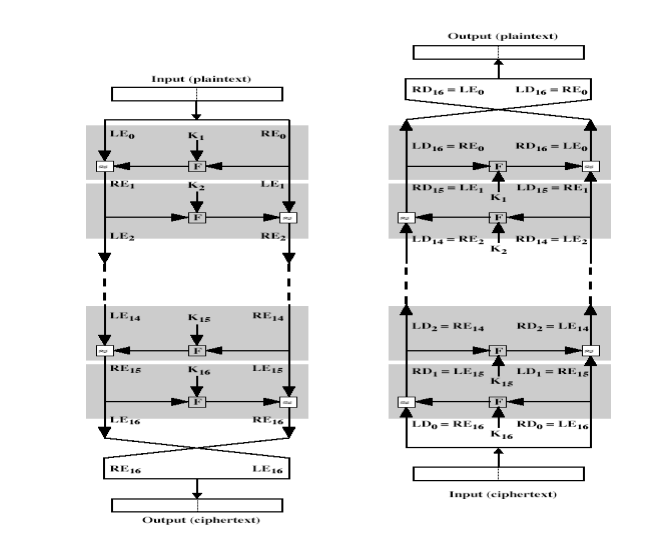 Input (plaintext)
LE0 K1 RE0
F
RE1 K2 LE1
F
LE2 RE2
LE14 K15 RE14
F
RE15 K16 LE15
F
LE16 RE16
RE16 LE16
Output (ciphertext)
Output (plaintext)
RD16 = LE0 LD16 = RE0
LD16 = RE0 RD16 = LE0
F
RD15 = LE1 LD15 = RE1
K1
F
LD14 = RE2 RD14 = LE2
K2
LD2 = RE14 RD2 = LE14
F
RD1 = LE15 LD1 = RE15
K15
F
LD0 = RE16 RD0 = LE16
K16
Input (ciphertext)